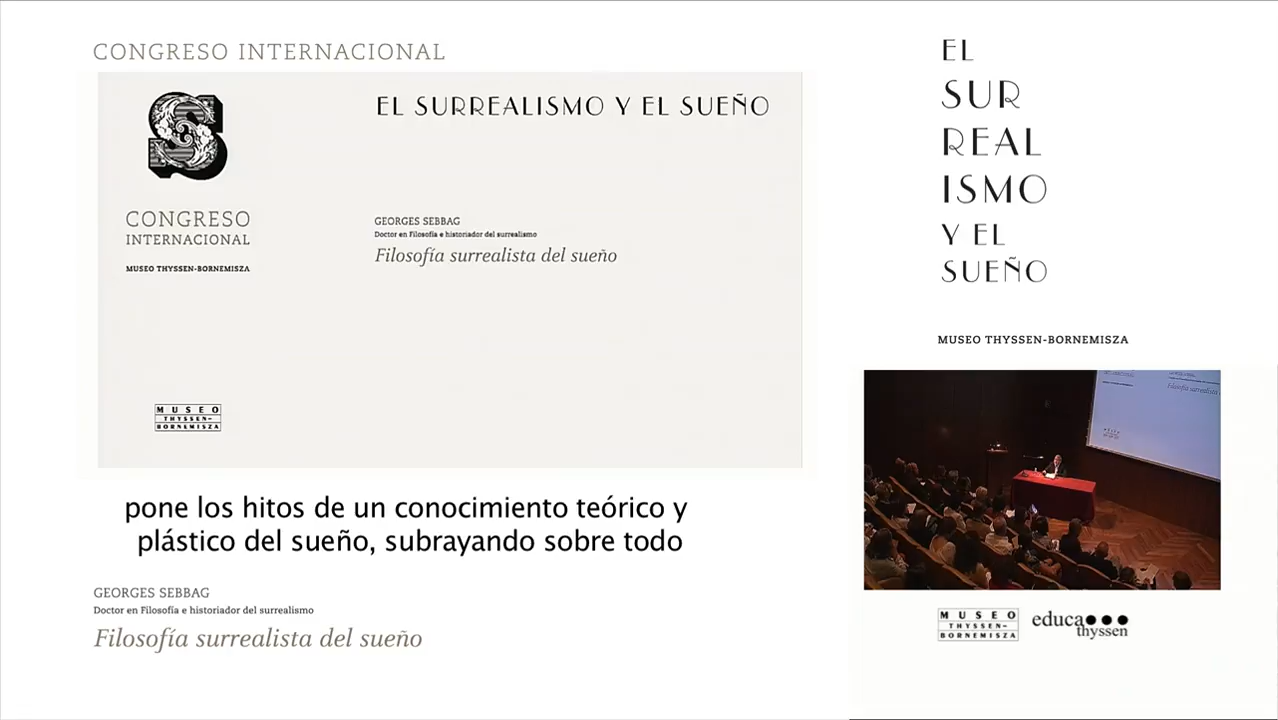 CONGRESO INTERNACIONAL
EL SURREALISMO Y EL SUEÑO
S
CONGRESO
INTERNACIONAL
MUSEO THYSSEN-BORNEMISZA
GEORGES SEBBAG
Doctor en Filosofía e historiador del surrealismo
Filosofía surrealista del sueño
MUSEO
THYSSEN-
BORNEMISZA
pone los hitos de un conocimiento teórico y
plástico del sueño, subrayando sobre todo
GEORGES SEBBAG
Doctor en Filosofía e historiador del surrealismo
Filosofía surrealista del sueño
EL
SUR
REAL
ISMO
Y EL
SUEÑO
MUSEO THYSSEN-BORNEMISZA
Filosofía surrealista
MUSEO
THYSSEN-
BORNEMISZA
educa
thyssen